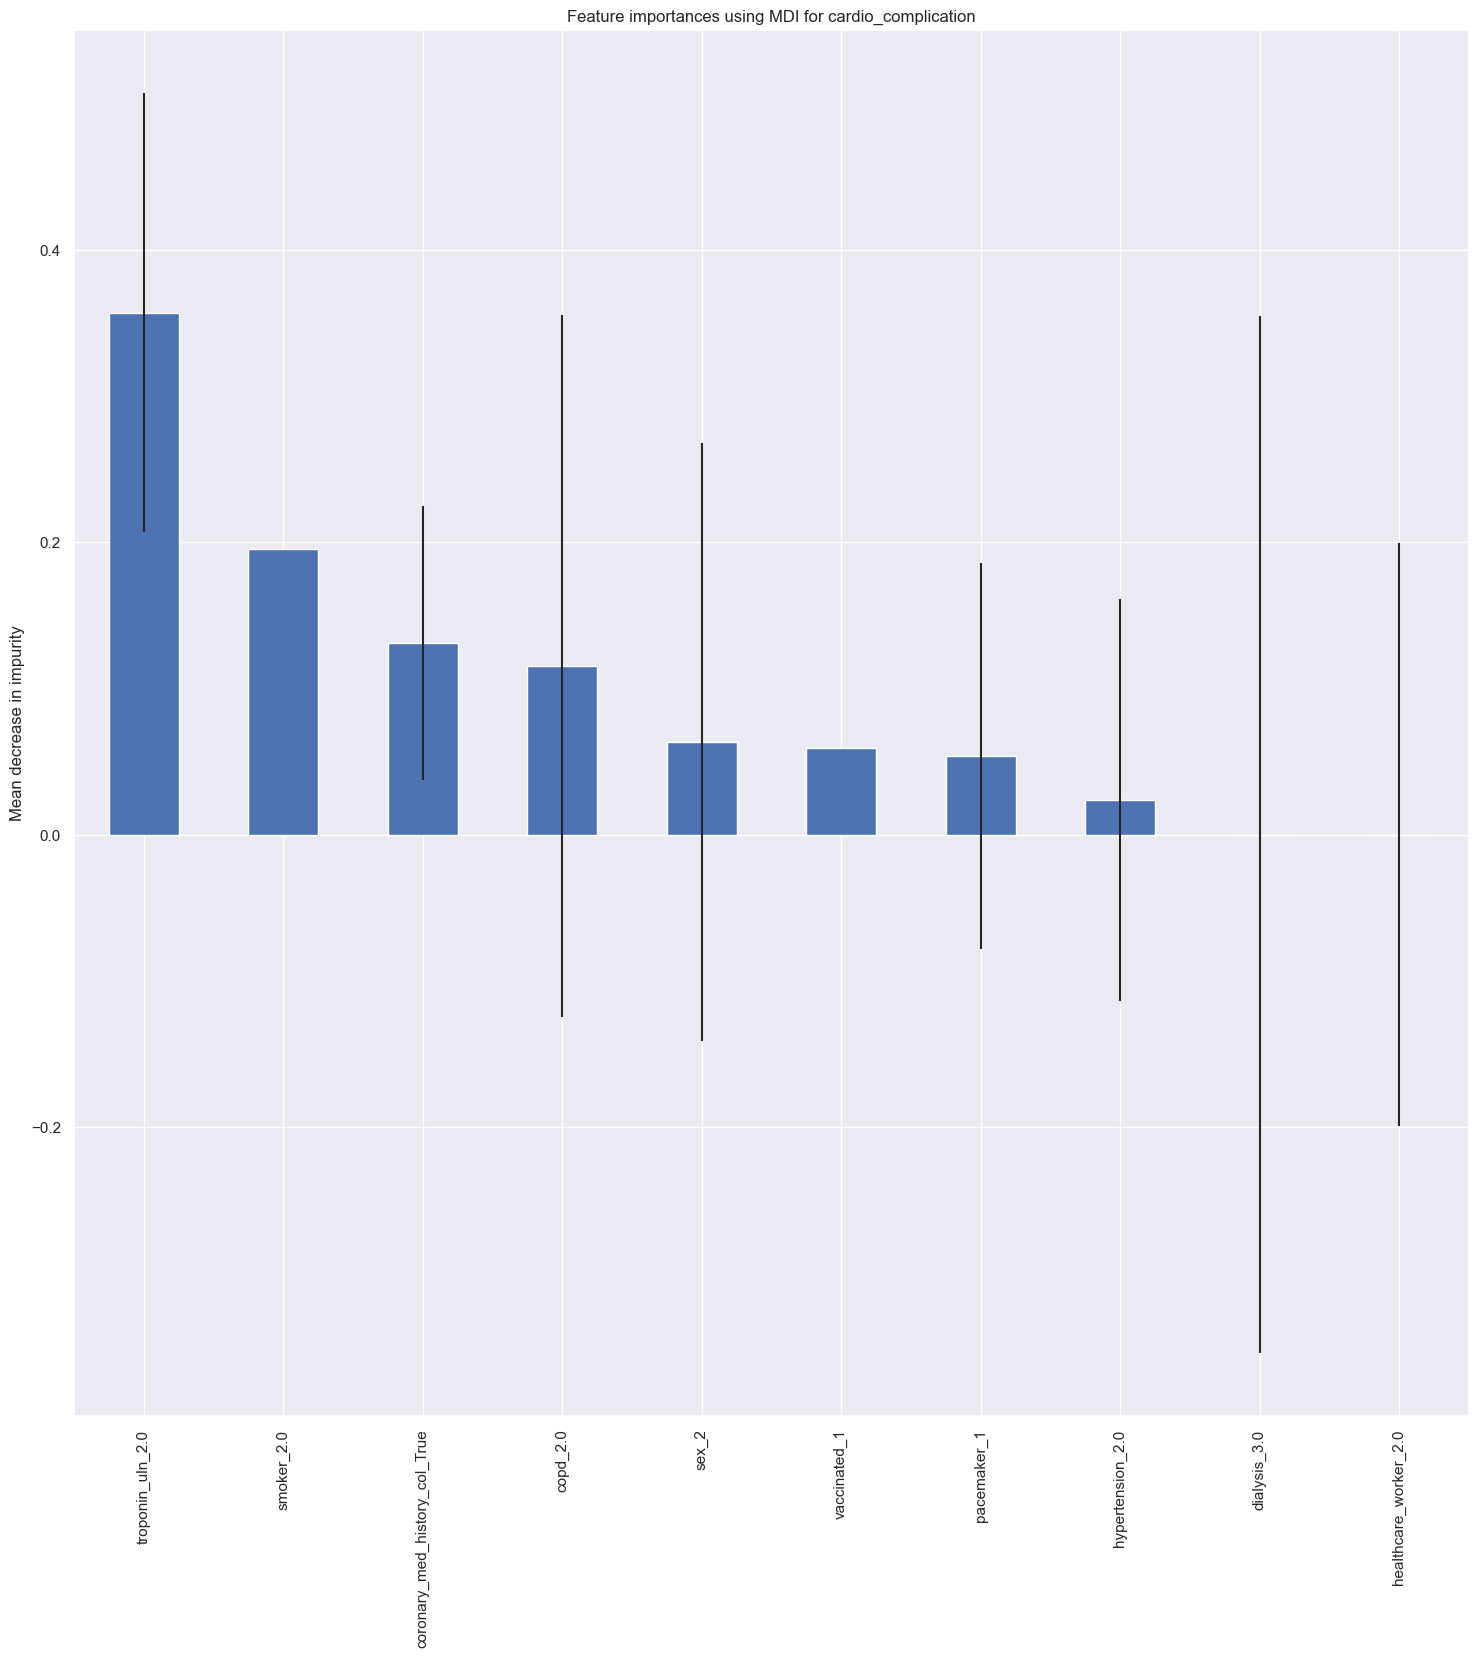 Feature importances using MDI for cardio_complication
Mean decrease in impurity
0.4
0.2
0.0
−0.2
troponin_uln_2.0
smoker_2.0
coronary_med_history_col_True
copd_2.0
sex_2
vaccinated_1
pacemaker_1
hypertension_2.0
dialysis_3.0
healthcare_worker_2.0